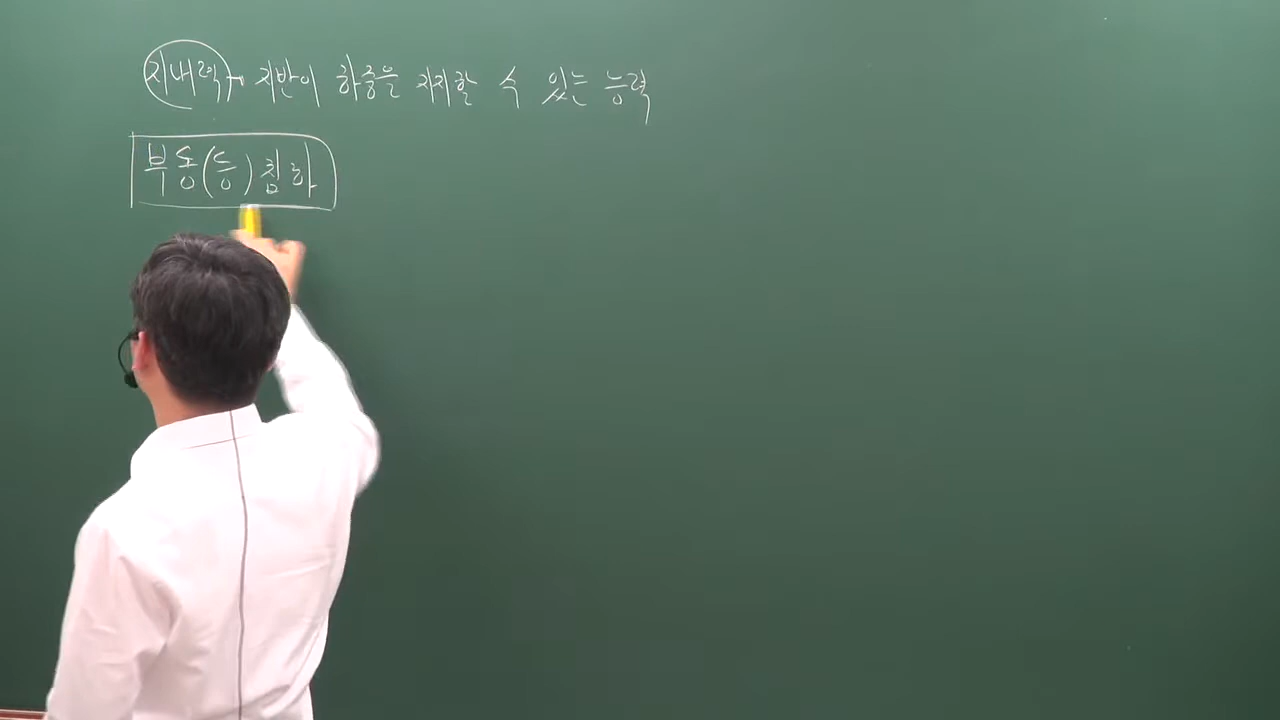 지내력 → 지반이 하중을 지지할 수 있는 능력
부동(등)침하